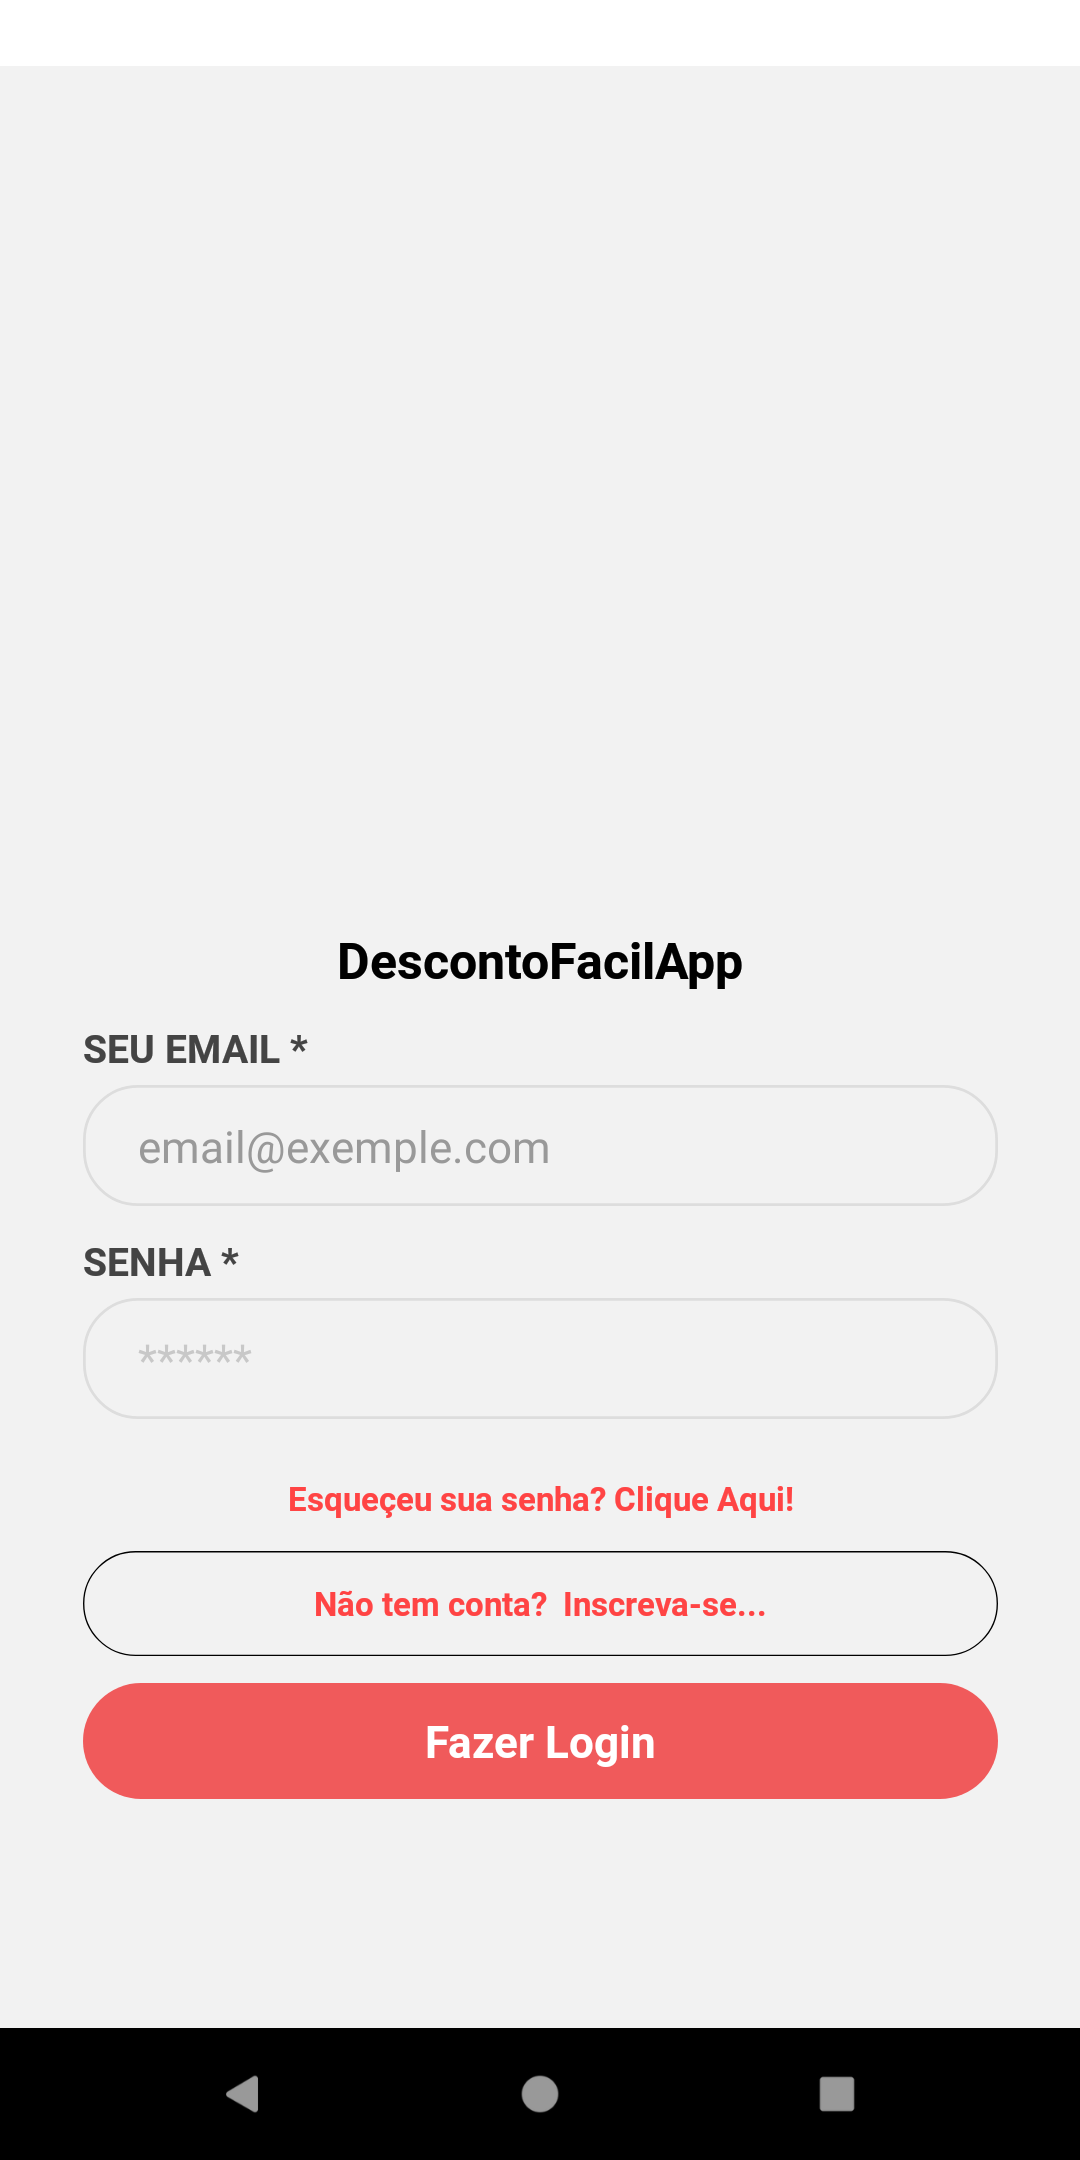 DescontoFacilApp
SEU EMAIL *
email@exemple.com
SENHA *
******
Esqueçeu sua senha? Clique Aqui!
Não tem conta?  Inscreva-se...
Fazer Login